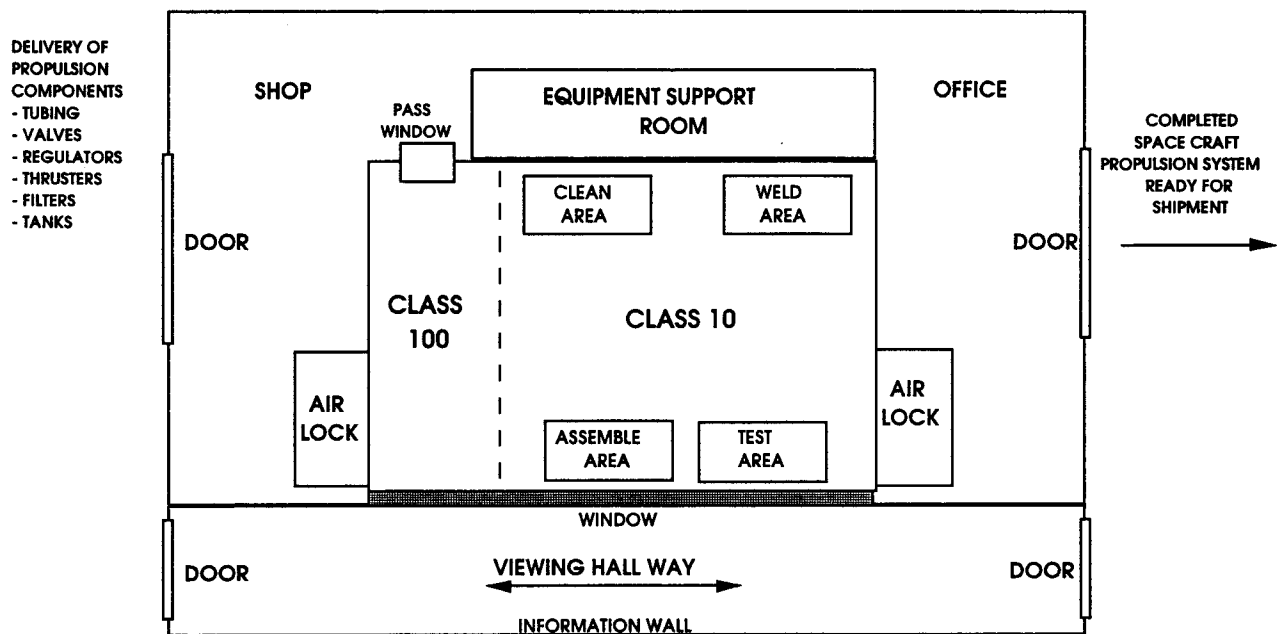 DELIVERY OF
PROPULSION
COMPONENTS
- TUBING
- VALVES
- REGULATORS
- THRUSTERS
- FILTERS
- TANKS
SHOP
PASS
WINDOW
EQUIPMENT SUPPORT
ROOM
OFFICE
COMPLETED
SPACE CRAFT
PROPULSION SYSTEM
READY FOR
SHIPMENT
DOOR
CLEAN
AREA
WELD
AREA
DOOR
CLASS
100
CLASS 10
AIR
LOCK
ASSEMBLE
AREA
TEST
AREA
AIR
LOCK
WINDOW
DOOR
VIEWING HALL WAY
DOOR
INFORMATION WALL